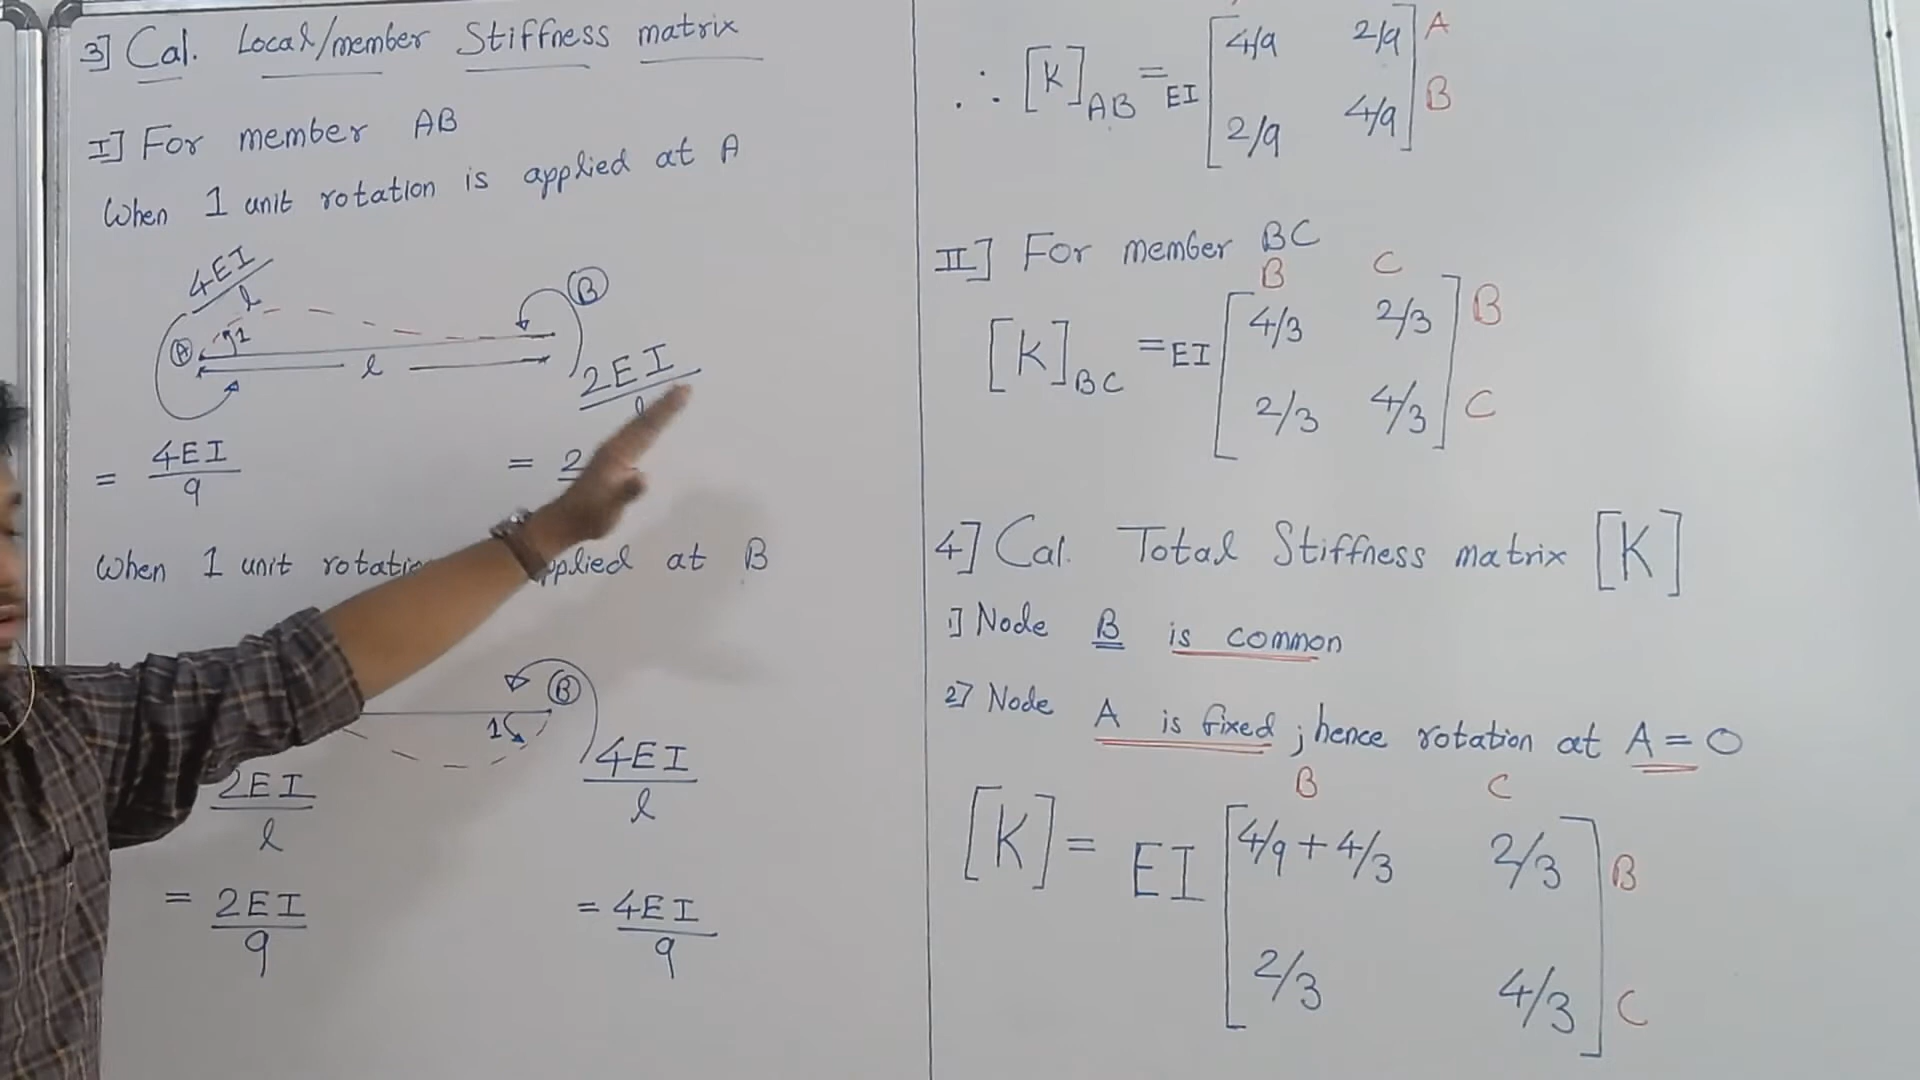 3] Cal. Local/member Stiffness matrix
I] For member AB
When 1 unit rotation is applied at A
4EI
l
A
1
l
B
2EI
l
= 4EI/9
= 2
When 1 unit rotati pplied at B
1
B
2EI/l
4EI/l
= 2EI/9
= 4EI/9
∴ [K]AB = EI [4/9 2/9] A
[2/9 4/9] B
II] For member BC
B C
[K]BC = EI [4/3 2/3] B
[2/3 4/3] C
4] Cal. Total Stiffness matrix [K]
1] Node B is common
2] Node A is fixed ; hence rotation at A = 0
B C
[K] = EI [4/9 + 4/3 2/3] B
[2/3 4/3] C